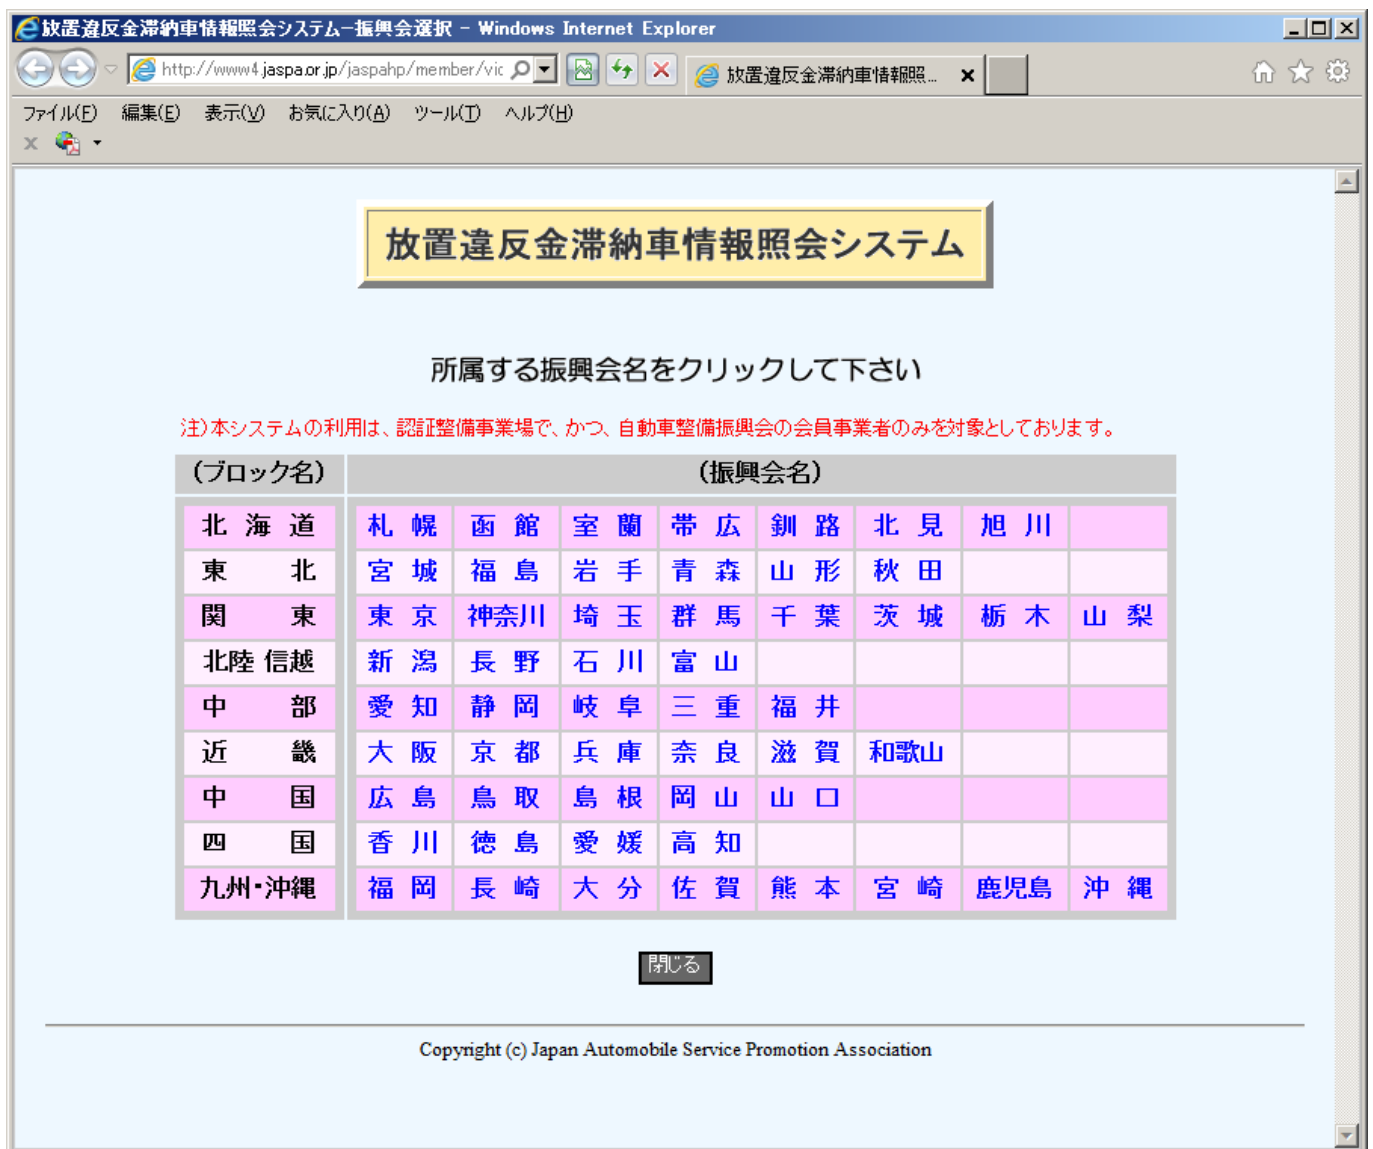 放置違反金滞納車情報照会システム-振興会選択 - Windows Internet Explorer
http://www4.jaspa.or.jp/jaspahp/member/vic
放置違反金滞納車情報照...
ファイル(F) 編集(E) 表示(V) お気に入り(A) ツール(T) ヘルプ(H)
放置違反金滞納車情報照会システム
所属する振興会名をクリックして下さい
注)本システムの利用は、認証整備事業場で、かつ、自動車整備振興会の会員事業者のみを対象としております。
(ブロック名) (振興会名)
北 海 道 札 幌 函 館 室 蘭 帯 広 釧 路 北 見 旭 川
東 北 宮 城 福 島 岩 手 青 森 山 形 秋 田
関 東 東 京 神奈川 埼 玉 群 馬 千 葉 茨 城 栃 木 山 梨
北陸 信越 新 潟 長 野 石 川 富 山
中 部 愛 知 静 岡 岐 阜 三 重 福 井
近 畿 大 阪 京 都 兵 庫 奈 良 滋 賀 和歌山
中 国 広 島 鳥 取 島 根 岡 山 山 口
四 国 香 川 徳 島 愛 媛 高 知
九州・沖縄 福 岡 長 崎 大 分 佐 賀 熊 本 宮 崎 鹿児島 沖 縄
閉じる
Copyright (c) Japan Automobile Service Promotion Association